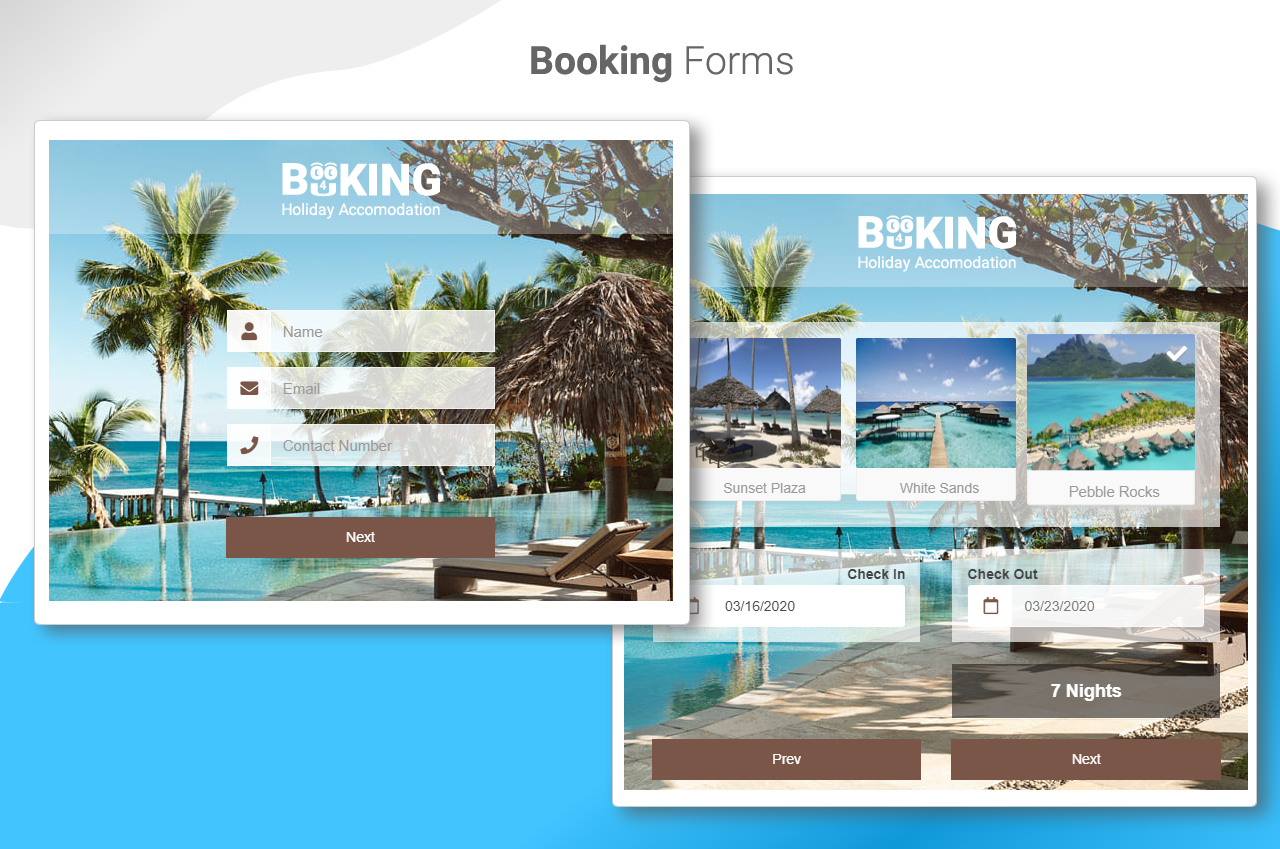 Booking Forms
BOOKING
Holiday Accomodation
Name
Email
Contact Number
Next
BOOKING
Holiday Accomodation
Sunset Plaza
White Sands
Pebble Rocks
Check In
Check Out
03/16/2020
03/23/2020
7 Nights
Prev
Next